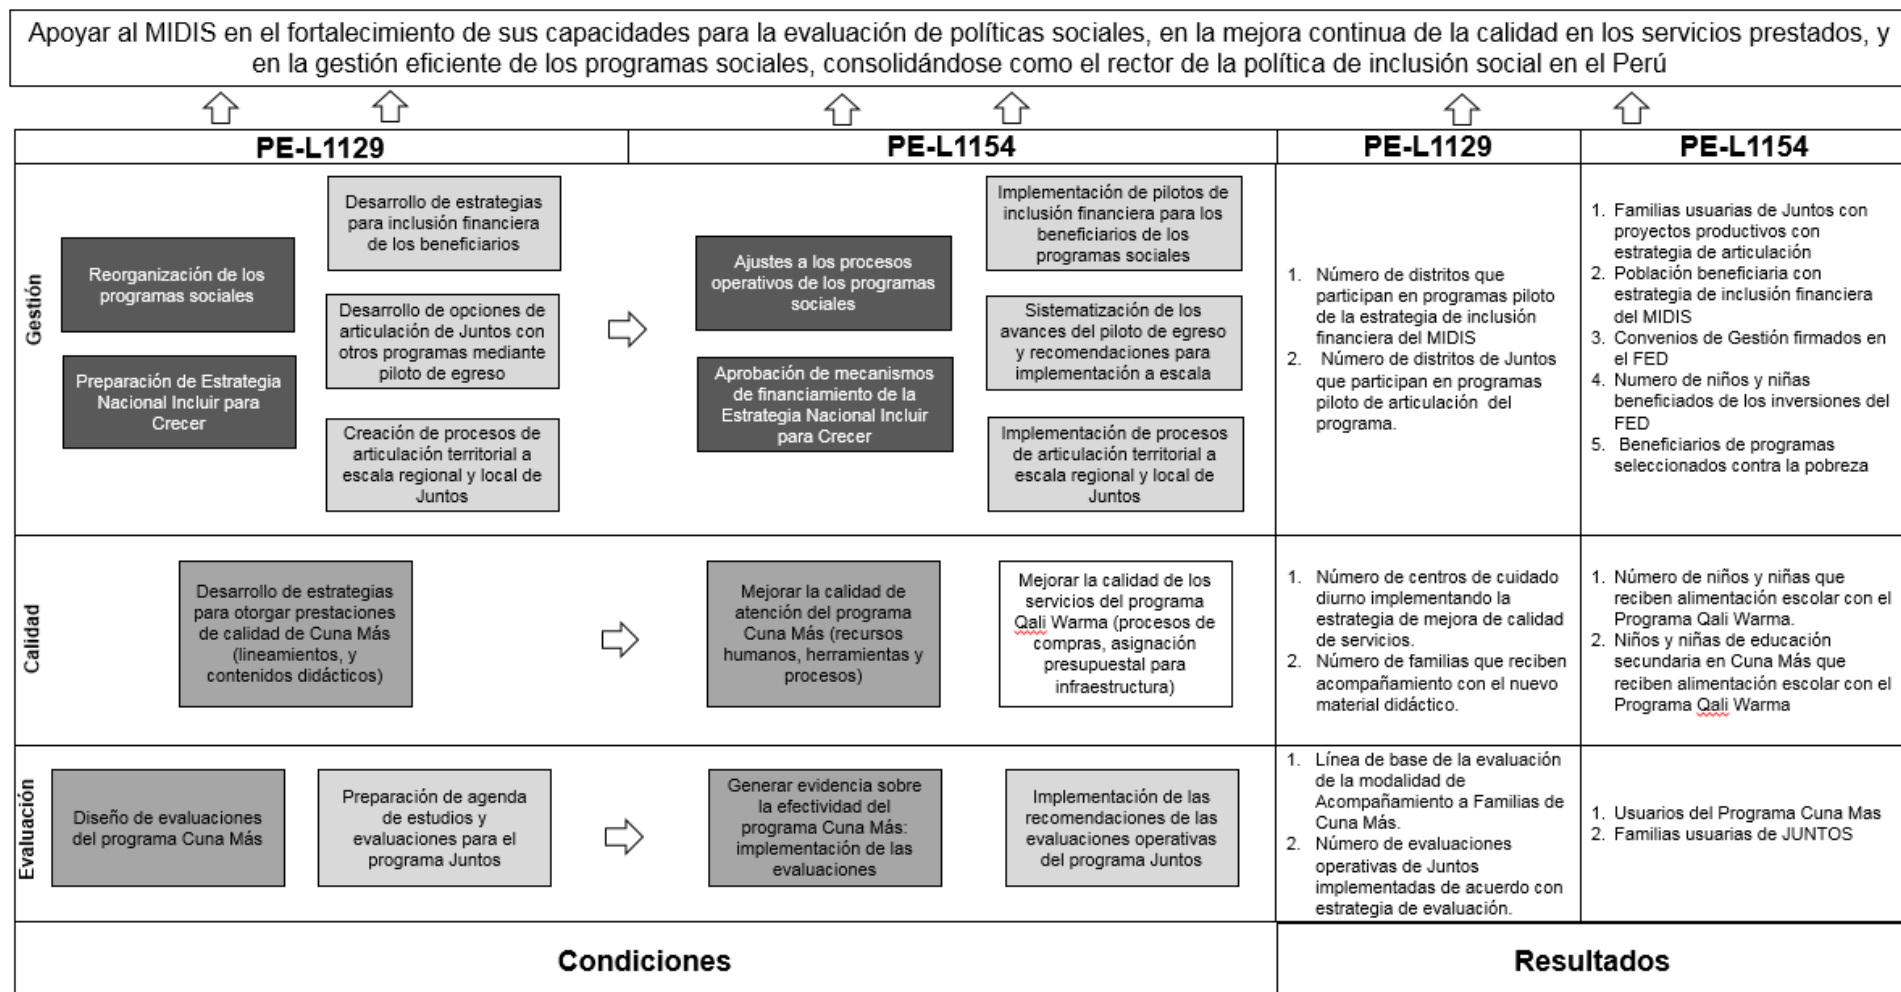 Apoyar al MIDIS en el fortalecimiento de sus capacidades para la evaluación de políticas sociales, en la mejora continua de la calidad en los servicios prestados, y
en la gestión eficiente de los programas sociales, consolidándose como el rector de la política de inclusión social en el Perú
PE-L1129
PE-L1154
PE-L1129
PE-L1154
Gestión
Reorganización de los
programas sociales
Preparación de Estrategia
Nacional Incluir para
Crecer
Desarrollo de estrategias
para inclusión financiera
de los beneficiarios
Desarrollo de opciones de
articulación de Juntos con
otros programas mediante
piloto de egreso
Creación de procesos de
articulación territorial a
escala regional y local de
Juntos
Ajustes a los procesos
operativos de los programas
sociales
Aprobación de mecanismos
de financiamiento de la
Estrategia Nacional Incluir
para Crecer
Implementación de pilotos de
inclusión financiera para los
beneficiarios de los
programas sociales
Sistematización de los
avances del piloto de egreso
y recomendaciones para
implementación a escala
Implementación de procesos
de articulación territorial a
escala regional y local de
Juntos
1. Número de distritos que
participan en programas piloto
de la estrategia de inclusión
financiera del MIDIS
2. Número de distritos de Juntos
que participan en programas
piloto de articulación del
programa.
1. Familias usuarias de Juntos con
proyectos productivos con
estrategia de articulación
2. Población beneficiaria con
estrategia de inclusión financiera
del MIDIS
3. Convenios de Gestión firmados en
el FED
4. Numero de niños y niñas
beneficiados de los inversiones del
FED
5. Beneficiarios de programas
seleccionados contra la pobreza
Calidad
Desarrollo de estrategias
para otorgar prestaciones
de calidad de Cuna Más
(lineamientos, y
contenidos didácticos)
Mejorar la calidad de
atención del programa
Cuna Más (recursos
humanos, herramientas y
procesos)
Mejorar la calidad de los
servicios del programa
Qali Warma (procesos de
compras, asignación
presupuestal para
infraestructura)
1. Número de centros de cuidado
diurno implementando la
estrategia de mejora de calidad
de servicios.
2. Número de familias que reciben
acompañamiento con el nuevo
material didáctico.
1. Número de niños y niñas que
reciben alimentación escolar con el
Programa Qali Warma.
2. Niños y niñas de educación
secundaria en Cuna Más que
reciben alimentación escolar con el
Programa Qali Warma
Evaluación
Diseño de evaluaciones
del programa Cuna Más
Preparación de agenda
de estudios y
evaluaciones para el
programa Juntos
Generar evidencia sobre
la efectividad del
programa Cuna Más:
implementación de las
evaluaciones
Implementación de las
recomendaciones de las
evaluaciones operativas
del programa Juntos
1. Línea de base de la evaluación
de la modalidad de
Acompañamiento a Familias de
Cuna Más.
2. Número de evaluaciones
operativas de Juntos
implementadas de acuerdo con
estrategia de evaluación.
1. Usuarios del Programa Cuna Mas
2. Familias usuarias de JUNTOS
Condiciones
Resultados